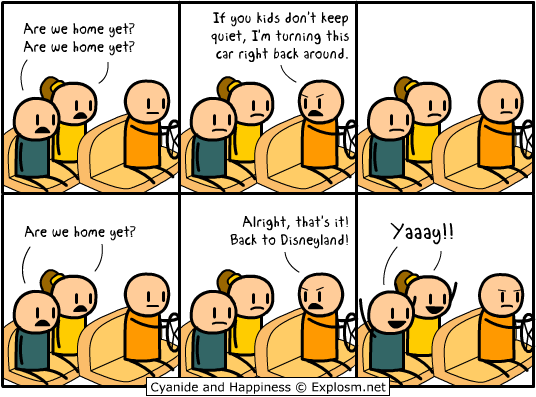 Are we home yet?
Are we home yet?
If you kids don't keep
quiet, I'm turning this
car right back around.
Are we home yet?
Alright, that's it!
Back to Disneyland!
Yaaay!!
Cyanide and Happiness © Explosm.net